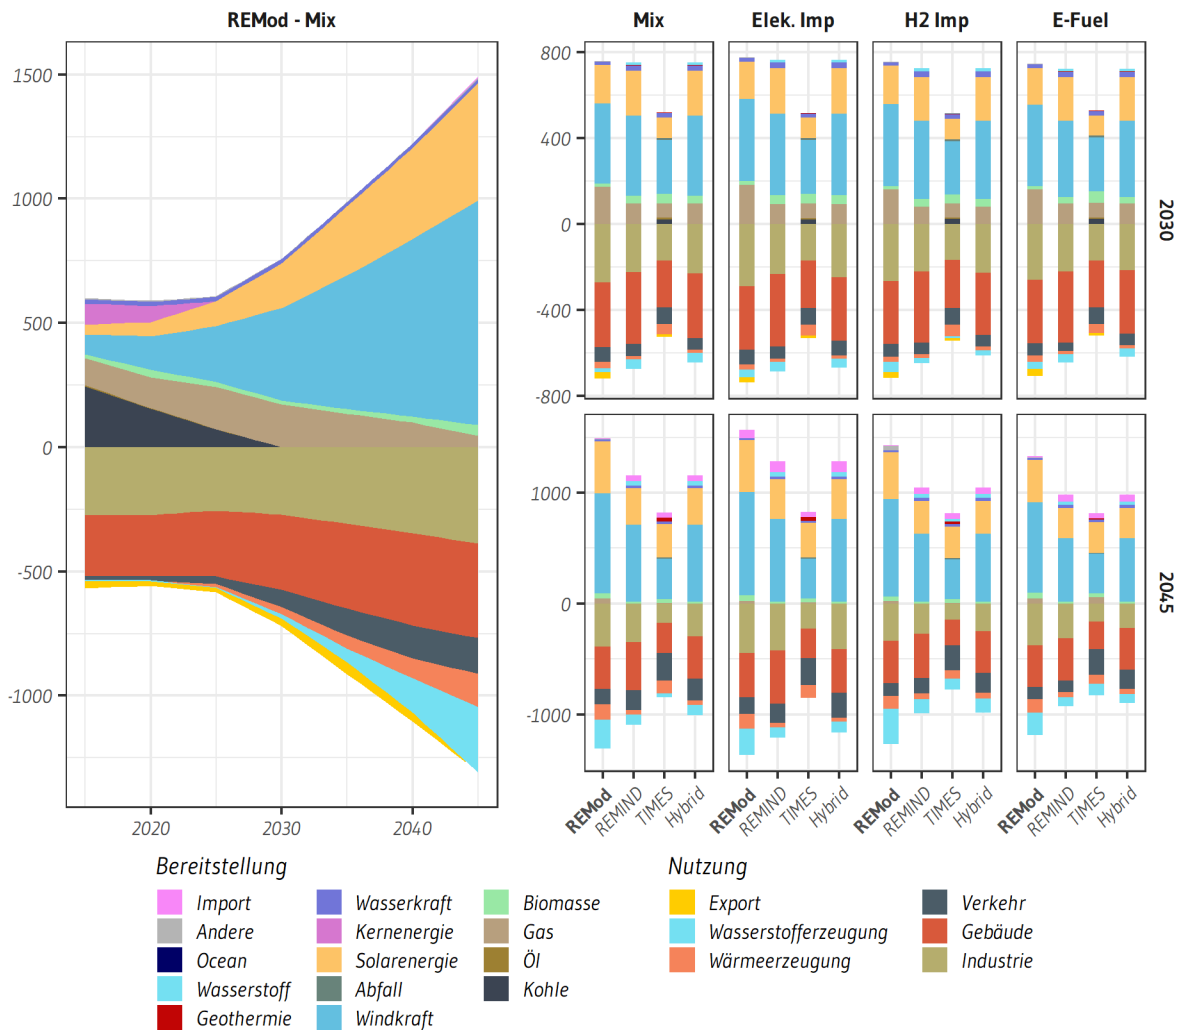 REMod - Mix
Mix
Elek. Imp
H2 Imp
E-Fuel
1500
1000
500
0
-500
-1000
2020
2030
2040
800
400
0
-400
-800
2030
1000
0
-1000
2045
REMod
REMIND
TIMES
Hybrid
REMod
REMIND
TIMES
Hybrid
REMod
REMIND
TIMES
Hybrid
REMod
REMIND
TIMES
Hybrid
Bereitstellung
Import
Andere
Ocean
Wasserstoff
Geothermie
Wasserkraft
Kernenergie
Solarenergie
Abfall
Windkraft
Biomasse
Gas
Öl
Kohle
Nutzung
Export
Wasserstofferzeugung
Wärmeerzeugung
Verkehr
Gebäude
Industrie